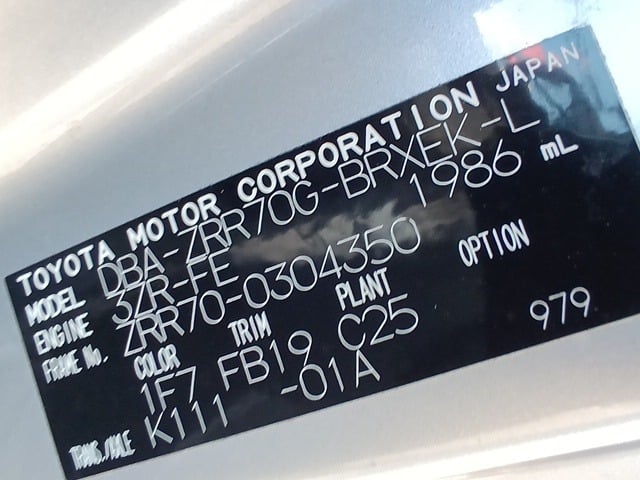 TOYOTA MOTOR CORPORATION JAPAN
MODEL DBA-ZRR70G-BRXEK-L
ENGINE 3ZR-FE 1986 mL
FRAME No. ZRR70-0304350
COLOR TRIM PLANT OPTION
1F7 FB19 C25 979
TRANS./AXLE K111 -01A